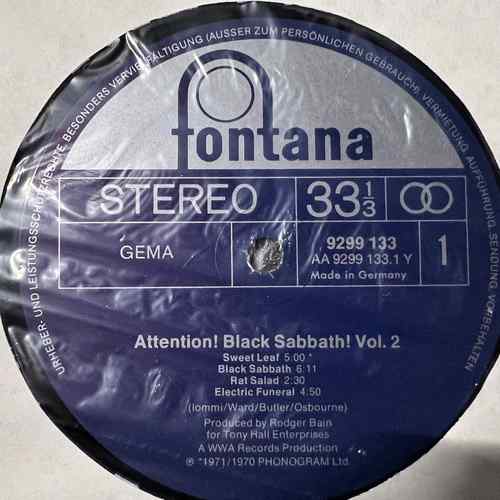 URHEBER- UND LEISTUNGSSCHUTZRECHTE BESONDERS VERVIELFÄLTIGUNG (AUSSER ZUM PERSÖNLICHEN GEBRAUCH), VERMIETUNG, AUFFÜHRUNG, SENDUNG, VORBEHALTEN
fontana
STEREO 33 1/3
GEMA
9299 133
AA 9299 133.1 Y
Made in Germany
1
Attention! Black Sabbath! Vol. 2
Sweet Leaf 5:00 *
Black Sabbath 6:11
Rat Salad 2:30
Electric Funeral 4:50
(Iommi/Ward/Butler/Osbourne)
Produced by Rodger Bain
for Tony Hall Enterprises
A WWA Records Production
℗ *1971/1970 PHONOGRAM Ltd.